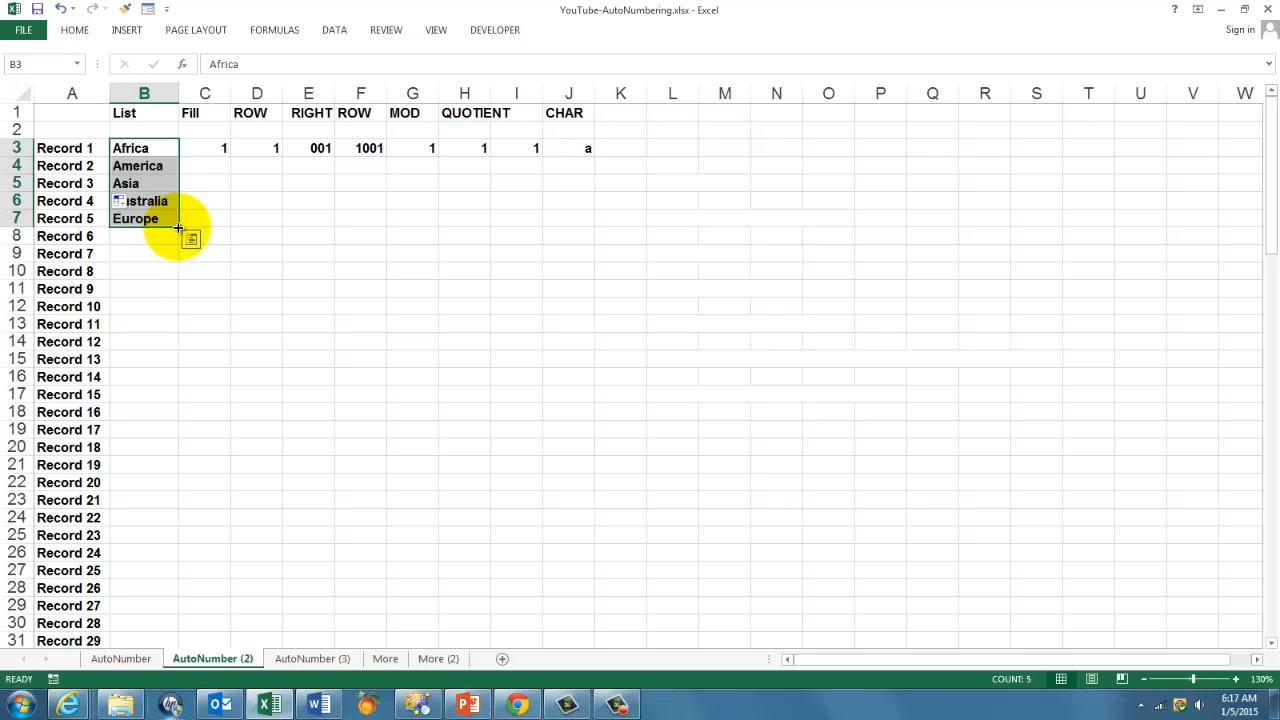 YouTube-AutoNumbering.xlsx - Excel
FILE HOME INSERT PAGE LAYOUT FORMULAS DATA REVIEW VIEW DEVELOPER Sign in
B3 fx Africa
A B C D E F G H I J K L M N O P Q R S T U V W
1 List Fill ROW RIGHT ROW MOD QUOTIENT CHAR
2
3 Record 1 Africa 1 1 001 1001 1 1 1 a
4 Record 2 America
5 Record 3 Asia
6 Record 4 istralia
7 Record 5 Europe
8 Record 6
9 Record 7
10 Record 8
11 Record 9
12 Record 10
13 Record 11
14 Record 12
15 Record 13
16 Record 14
17 Record 15
18 Record 16
19 Record 17
20 Record 18
21 Record 19
22 Record 20
23 Record 21
24 Record 22
25 Record 23
26 Record 24
27 Record 25
28 Record 26
29 Record 27
30 Record 28
31 Record 29
AutoNumber AutoNumber (2) AutoNumber (3) More More (2)
READY COUNT: 5 130%
6:17 AM
1/5/2015